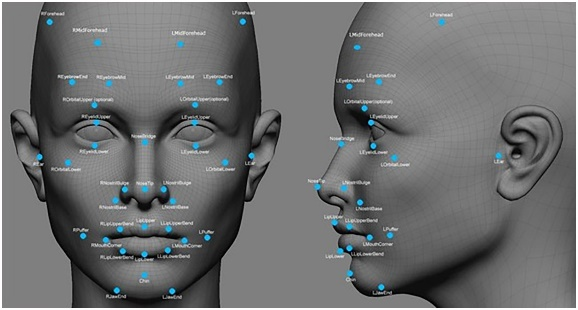 RForehead
LForehead
RMidForehead
LMidForehead
REyebrowEnd
REyebrowMid
LEyebrowMid
LEyebrowEnd
ROrbitalUpper (optional)
LOrbitalUpper(optional)
REyelidUpper
LEyelidUpper
NoseBridge
REyelidLower
LEyelidLower
REar
ROrbitalLower
LOrbitalLower
LEar
RNostrilBulge
NoseTip
LNostrilBulge
RNostrilBase
LNostrilBase
RPuffer
RLipUpperBend
LipUpper
LLipUpperBend
LPuffer
RMouthCorner
LMouthCorner
RLipLowerBend
LipLower
LLipLowerBend
Chin
RJawEnd
LJawEnd
LForehead
LMidForehead
LEyebrowMid
LEyebrowEnd
LOrbitalUpper (optional)
LEyelidUpper
NoseBridge
LEyelidLower
LOrbitalLower
LEar
NoseTip
LNostrilBulge
LNostrilBase
LipUpper
LLipUpperBend
LPuffer
LMouthCorner
LipLower
LLipLowerBend
Chin
LJawEnd